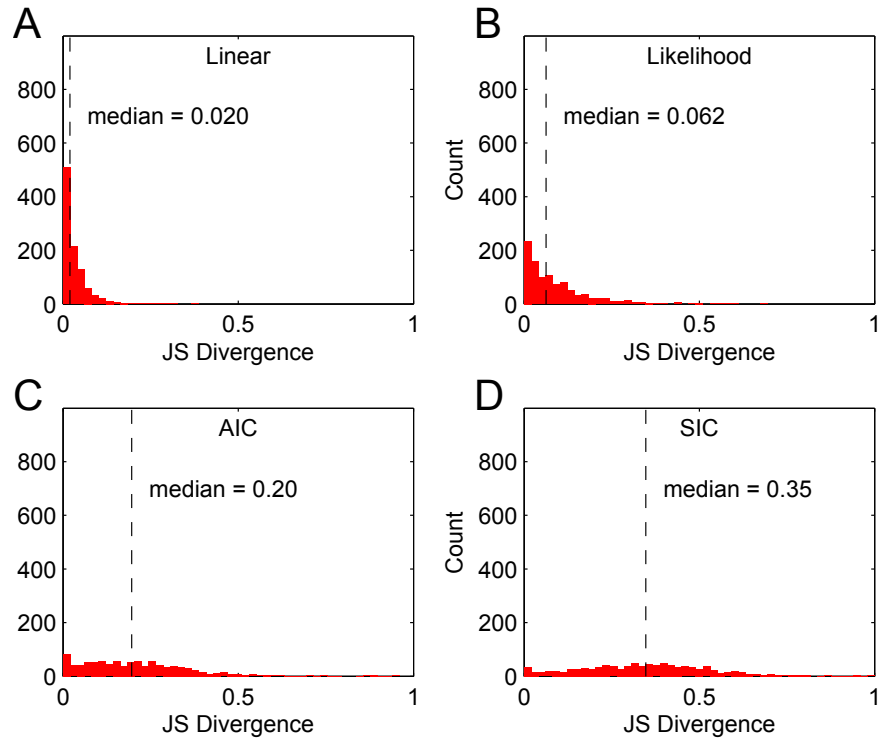 A
Linear
median = 0.020
800
600
400
200
0
0
0.5
1
JS Divergence
B
Likelihood
median = 0.062
Count
800
600
400
200
0
0
0.5
1
JS Divergence
C
AIC
median = 0.20
800
600
400
200
0
0
0.5
1
JS Divergence
D
SIC
median = 0.35
Count
800
600
400
200
0
0
0.5
1
JS Divergence